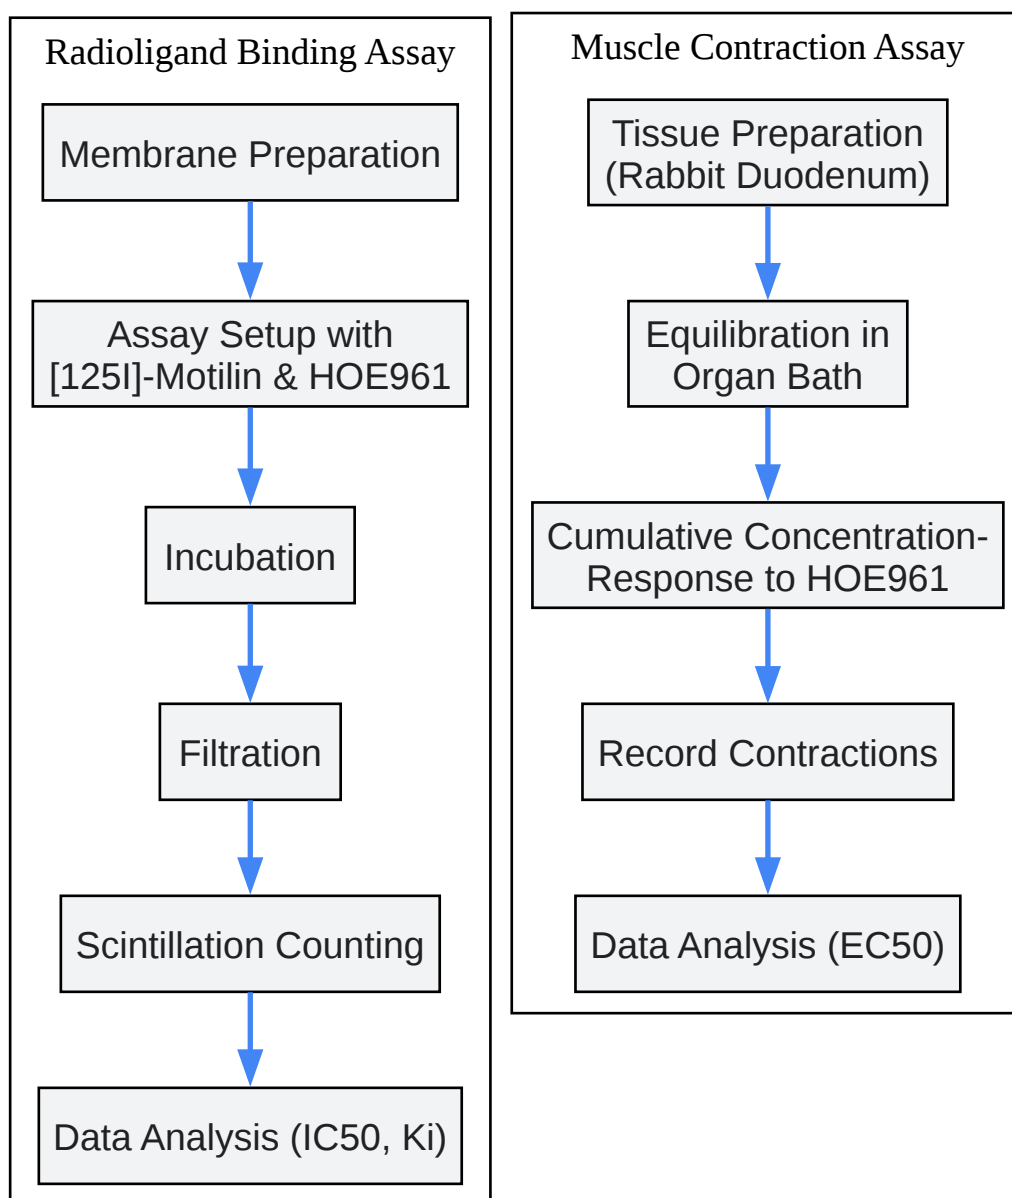 Radioligand Binding Assay
Membrane Preparation
Assay Setup with
[125I]-Motilin & HOE961
Incubation
Filtration
Scintillation Counting
Data Analysis (IC50, Ki)
Muscle Contraction Assay
Tissue Preparation
(Rabbit Duodenum)
Equilibration in
Organ Bath
Cumulative Concentration-
Response to HOE961
Record Contractions
Data Analysis (EC50)